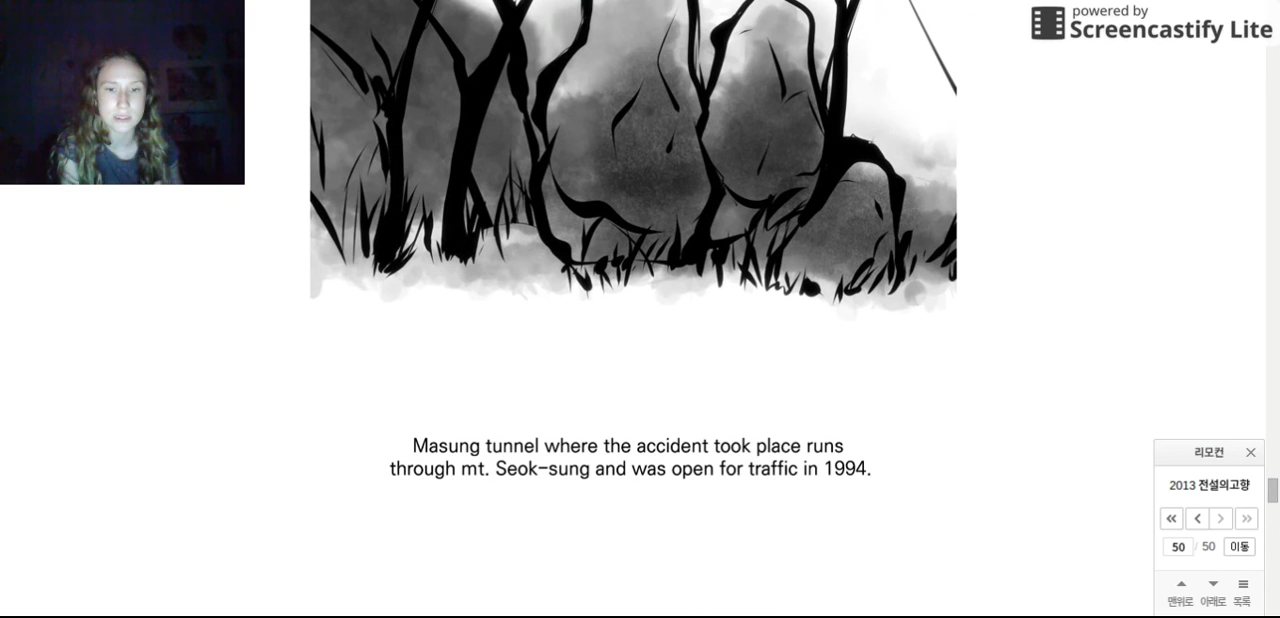 powered by
Screencastify Lite
Masung tunnel where the accident took place runs
through mt. Seok-sung and was open for traffic in 1994.
리모컨
2013 전설의고향
50 / 50 이동
맨위로 아래로 목록